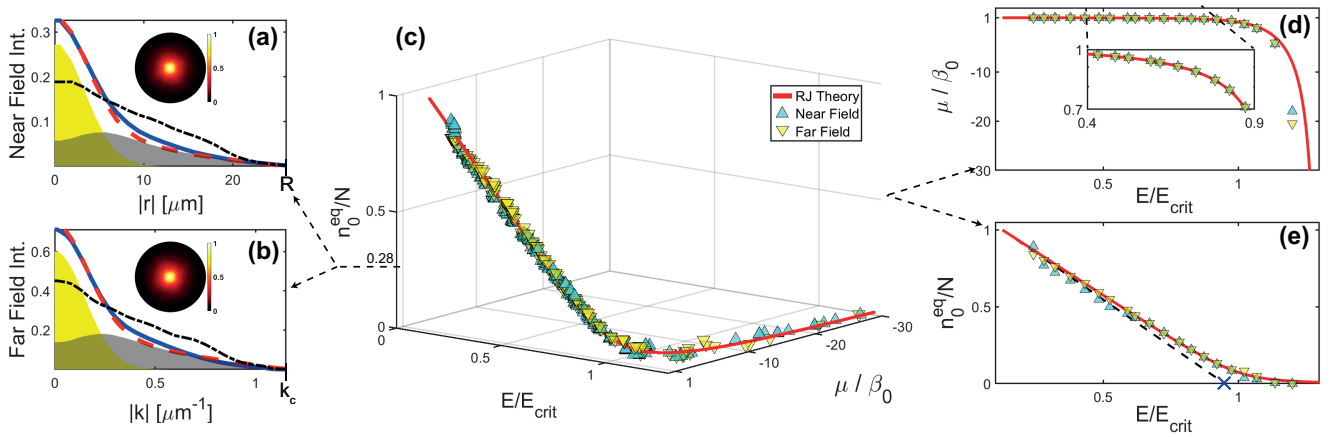 (a)
Near Field Int.
0.3
0.2
0.1
1
0.5
0
0
10
20
R
|r| [μm]
(b)
Far Field Int.
0.6
0.4
0.2
1
0.5
0
0
0.5
1
k_c
|k| [μm⁻¹]
(c)
n₀^eq/N
1
0.5
0.28
0
0
0.5
1
E/E_crit
1
-10
-20
-30
μ / β₀
RJ Theory
Near Field
Far Field
(d)
μ / β₀
1
-10
-20
-30
1
0.7
0.4
0.9
0.5
1
E/E_crit
(e)
n₀^eq/N
1
0.5
0
0.5
1
E/E_crit